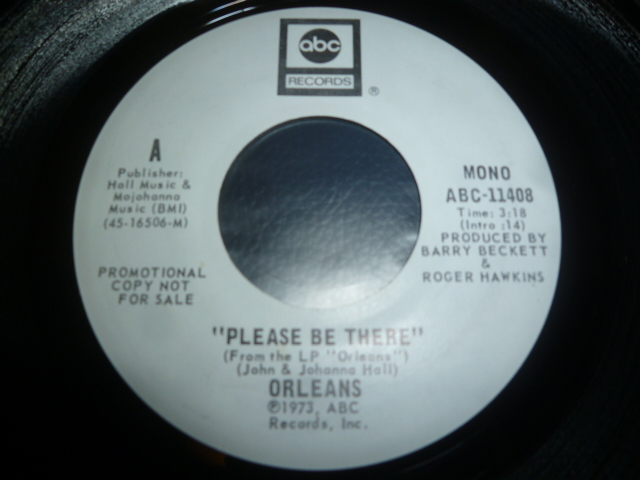 abc
RECORDS
®
A
Publisher:
Hall Music &
Mojohanna
Music (BMI)
(45-16506-M)
PROMOTIONAL
COPY NOT
FOR SALE
MONO
ABC-11408
Time: 3:18
(Intro :14)
PRODUCED BY
BARRY BECKETT
&
ROGER HAWKINS
"PLEASE BE THERE"
(From the LP "Orleans")
(John & Johanna Hall)
ORLEANS
℗1973, ABC
Records, Inc.